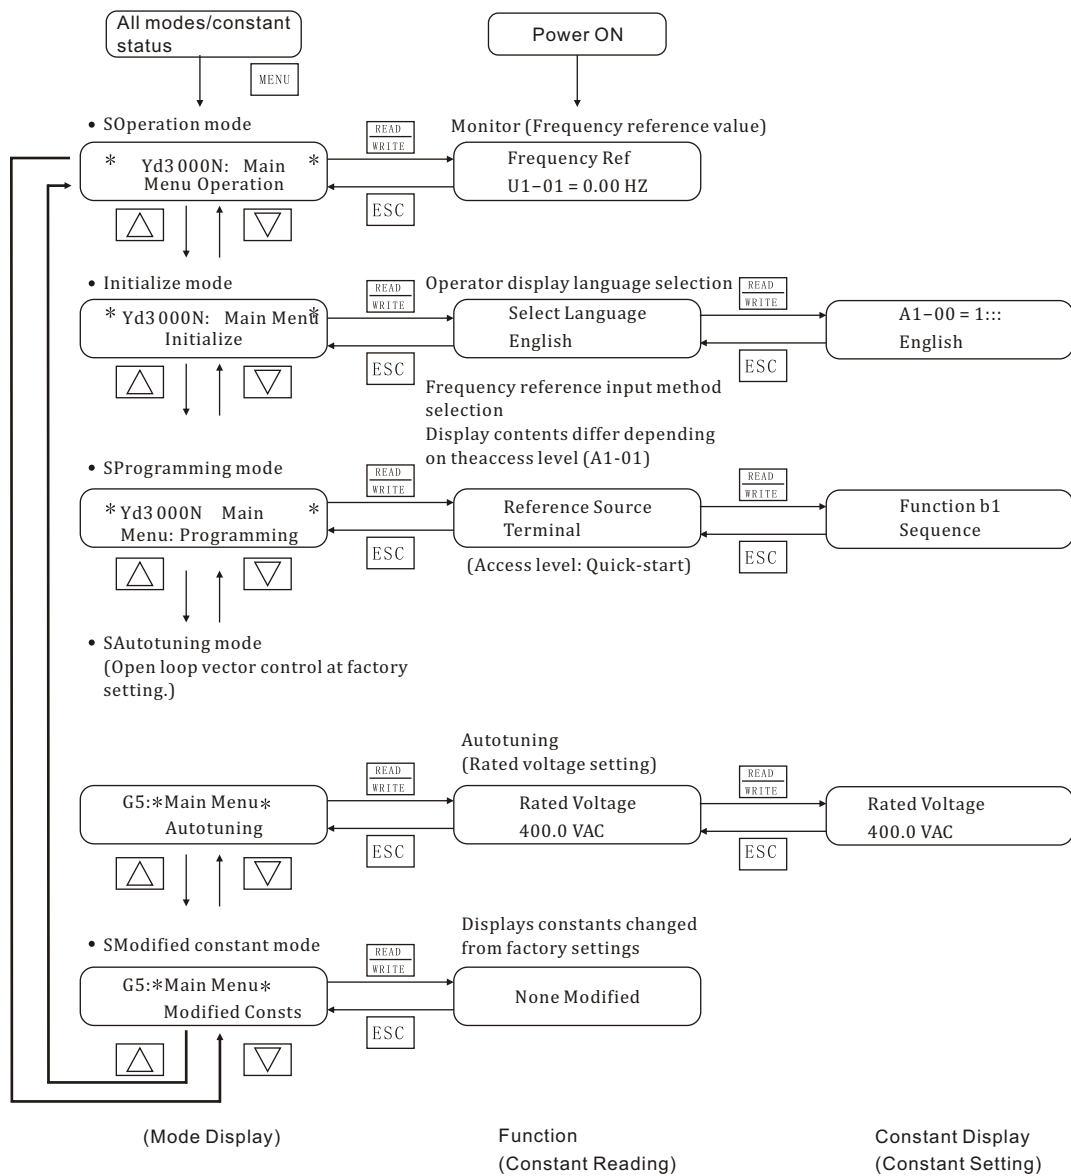 All modes/constant
status
Power ON
MENU
• SOperation mode
READ
WRITE
Monitor (Frequency reference value)
* Yd3000N: Main *
Menu Operation
Frequency Ref
U1-01 = 0.00 HZ
ESC
• Initialize mode
READ
WRITE
Operator display language selection
READ
WRITE
* Yd3000N: Main Menu *
Initialize
Select Language
English
A1-00 = 1:::
English
ESC
ESC
Frequency reference input method
selection
Display contents differ depending
on theaccess level (A1-01)
• SProgramming mode
READ
WRITE
READ
WRITE
* Yd3000N Main *
Menu: Programming
Reference Source
Terminal
Function b1
Sequence
ESC
(Access level: Quick-start)
ESC
• SAutotuning mode
(Open loop vector control at factory
setting.)
Autotuning
(Rated voltage setting)
READ
WRITE
READ
WRITE
G5:*Main Menu*
Autotuning
Rated Voltage
400.0 VAC
Rated Voltage
400.0 VAC
ESC
ESC
Displays constants changed
from factory settings
• SModified constant mode
READ
WRITE
G5:*Main Menu*
Modified Consts
None Modified
ESC
(Mode Display)
Function
(Constant Reading)
Constant Display
(Constant Setting)